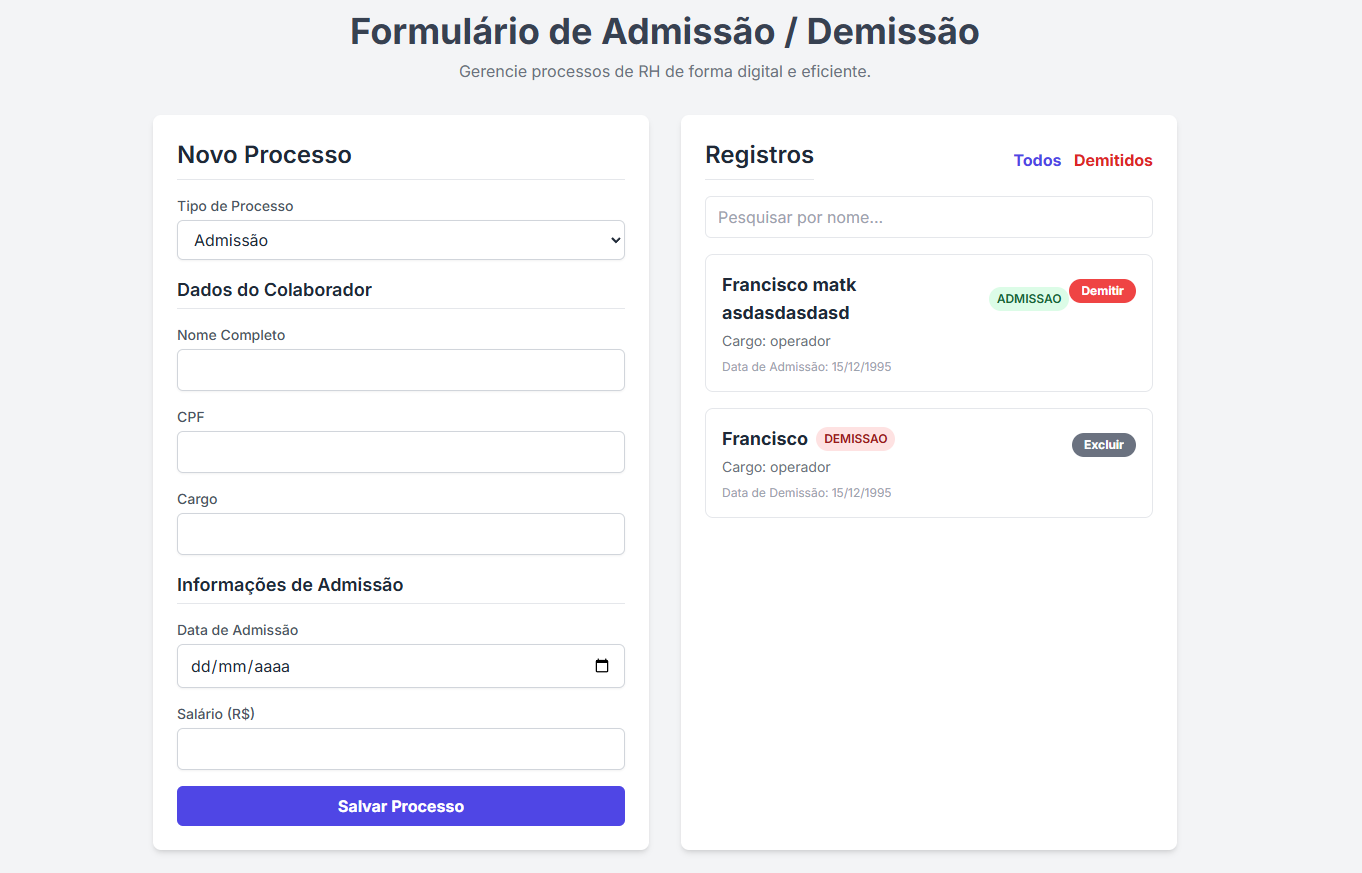 Formulário de Admissão / Demissão
Gerencie processos de RH de forma digital e eficiente.
Novo Processo
Tipo de Processo
Admissão
Dados do Colaborador
Nome Completo
CPF
Cargo
Informações de Admissão
Data de Admissão
dd/mm/aaaa
Salário (R$)
Salvar Processo
Registros
Todos Demitidos
Pesquisar por nome...
Francisco matk
asdasdasdasd
ADMISSAO Demitir
Cargo: operador
Data de Admissão: 15/12/1995
Francisco DEMISSAO Excluir
Cargo: operador
Data de Demissão: 15/12/1995